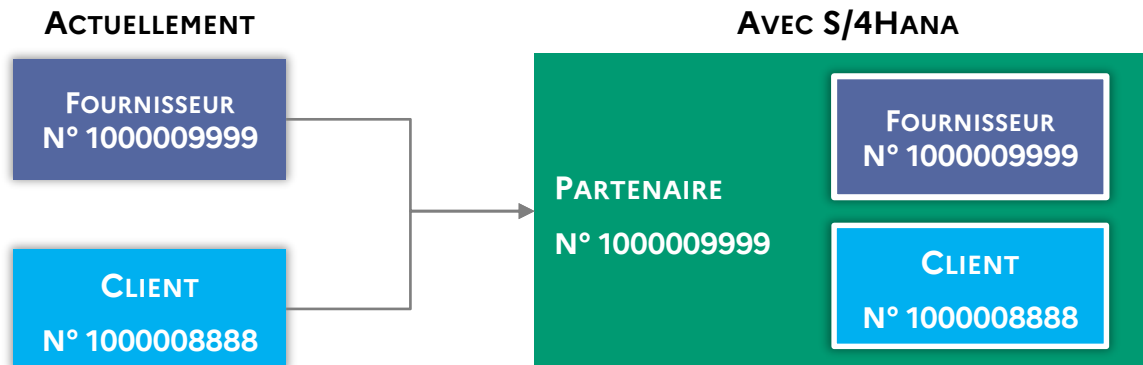 ACTUELLEMENT
FOURNISSEUR
N° 1000009999
CLIENT
N° 1000008888
AVEC S/4HANA
PARTENAIRE
N° 1000009999
FOURNISSEUR
N° 1000009999
CLIENT
N° 1000008888